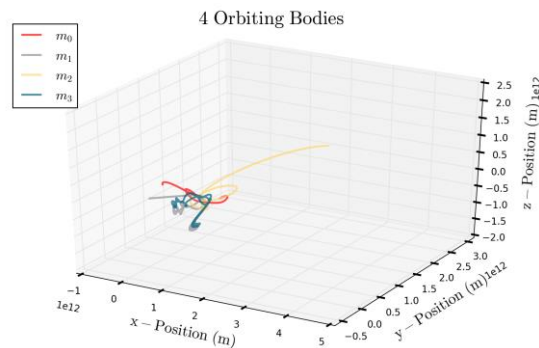 4 Orbiting Bodies
m₀
m₁
m₂
m₃
2.5
2.0
1.5
1.0
0.5
0.0
−0.5
−1.0
−1.5
−2.0
1e12
z − Position (m)
−1
0
1
2
3
4
5
1e12
x − Position (m)
−0.5
0.0
0.5
1.0
1.5
2.0
2.5
3.0
1e12
y − Position (m)